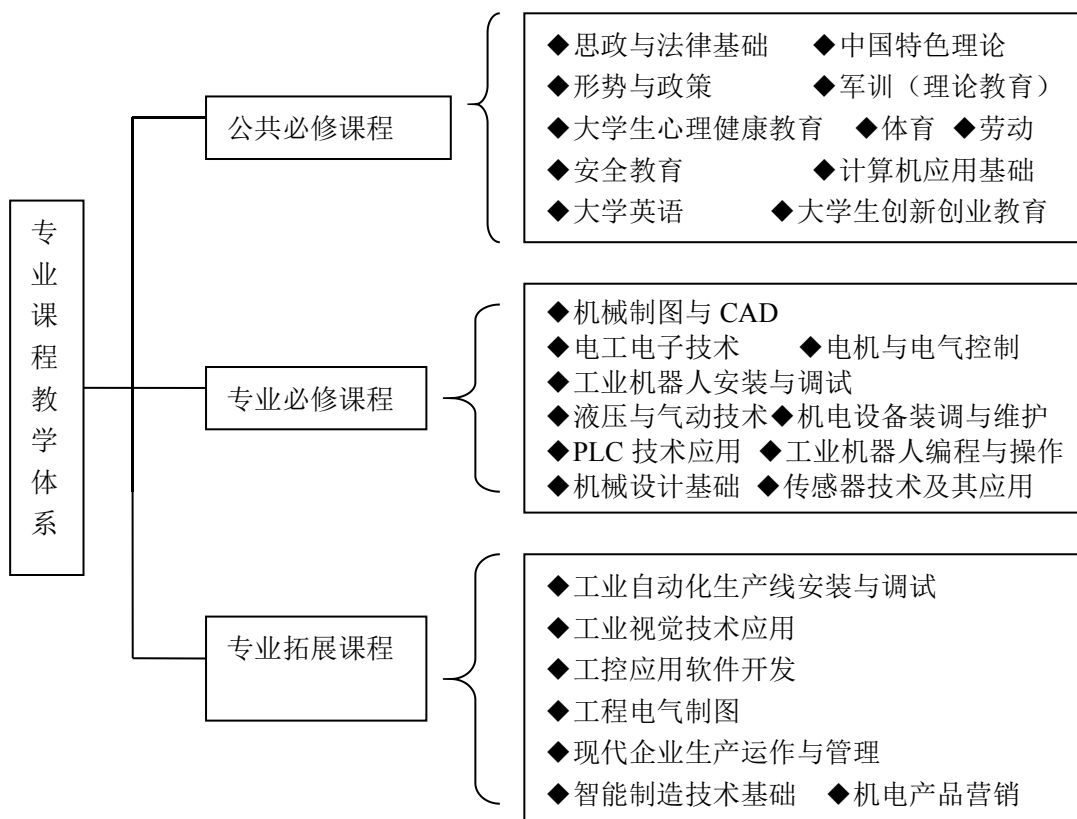 专业课程教学体系
公共必修课程
◆思政与法律基础 ◆中国特色理论
◆形势与政策 ◆军训（理论教育）
◆大学生心理健康教育 ◆体育 ◆劳动
◆安全教育 ◆计算机应用基础
◆大学英语 ◆大学生创新创业教育
专业必修课程
◆机械制图与 CAD
◆电工电子技术 ◆电机与电气控制
◆工业机器人安装与调试
◆液压与气动技术◆机电设备装调与维护
◆PLC 技术应用 ◆工业机器人编程与操作
◆机械设计基础 ◆传感器技术及其应用
专业拓展课程
◆工业自动化生产线安装与调试
◆工业视觉技术应用
◆工控应用软件开发
◆工程电气制图
◆现代企业生产运作与管理
◆智能制造技术基础 ◆机电产品营销